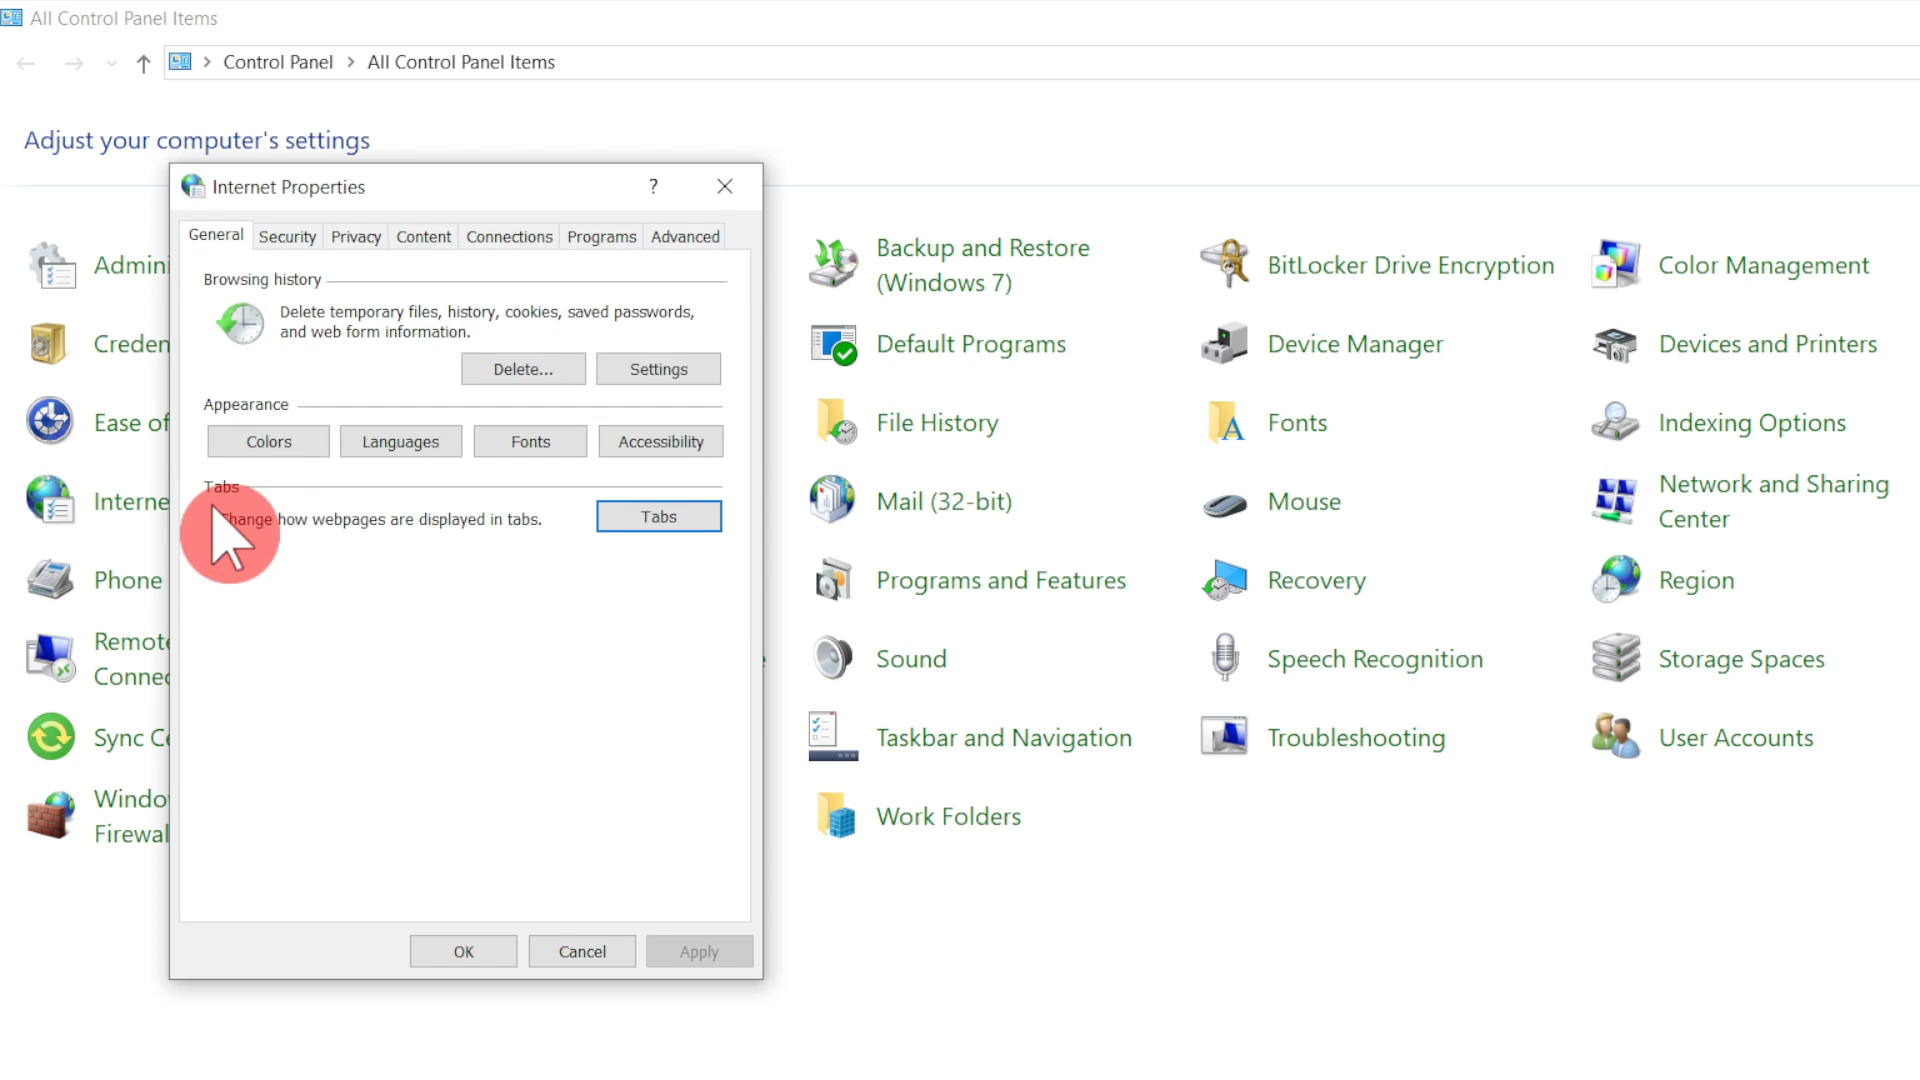 All Control Panel Items
Control Panel > All Control Panel Items
Adjust your computer's settings
Internet Properties
?
General Security Privacy Content Connections Programs Advanced
Browsing history
Delete temporary files, history, cookies, saved passwords,
and web form information.
Delete... Settings
Appearance
Colors Languages Fonts Accessibility
Tabs
Change how webpages are displayed in tabs.
Tabs
OK Cancel Apply
Admini
Creden
Ease of
Interne
Phone
Remote
Connec
Sync Ce
Window
Firewal
Backup and Restore
(Windows 7)
BitLocker Drive Encryption
Color Management
Default Programs
Device Manager
Devices and Printers
File History
Fonts
Indexing Options
Mail (32-bit)
Mouse
Network and Sharing
Center
Programs and Features
Recovery
Region
Sound
Speech Recognition
Storage Spaces
Taskbar and Navigation
Troubleshooting
User Accounts
Work Folders